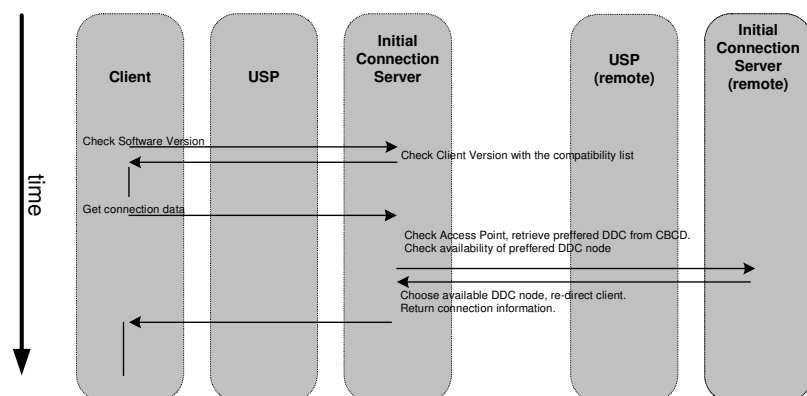 Client
USP
Initial
Connection
Server
USP
(remote)
Initial
Connection
Server
(remote)
Check Software Version
Check Client Version with the compatibility list
Get connection data
Check Access Point, retrieve preffered DDC from CBCD.
Check availability of preffered DDC node
Choose available DDC node, re-direct client.
Return connection information.
time